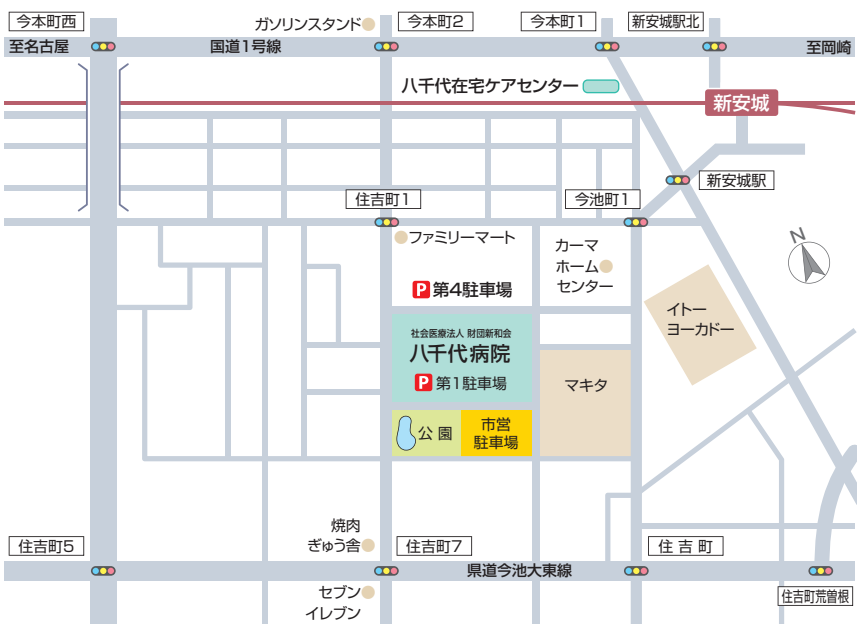 今本町西
ガソリンスタンド
今本町2
今本町1
新安城駅北
至名古屋
国道1号線
至岡崎
八千代在宅ケアセンター
新安城
新安城駅
住吉町1
今池町1
ファミリーマート
カーマ
ホーム
センター
N
P 第4駐車場
イトー
ヨーカドー
社会医療法人 財団新和会
八千代病院
P 第1駐車場
マキタ
公園
市営
駐車場
焼肉
ぎゅう舎
住吉町5
住吉町7
住吉町
県道今池大東線
セブン
イレブン
住吉町荒曽根